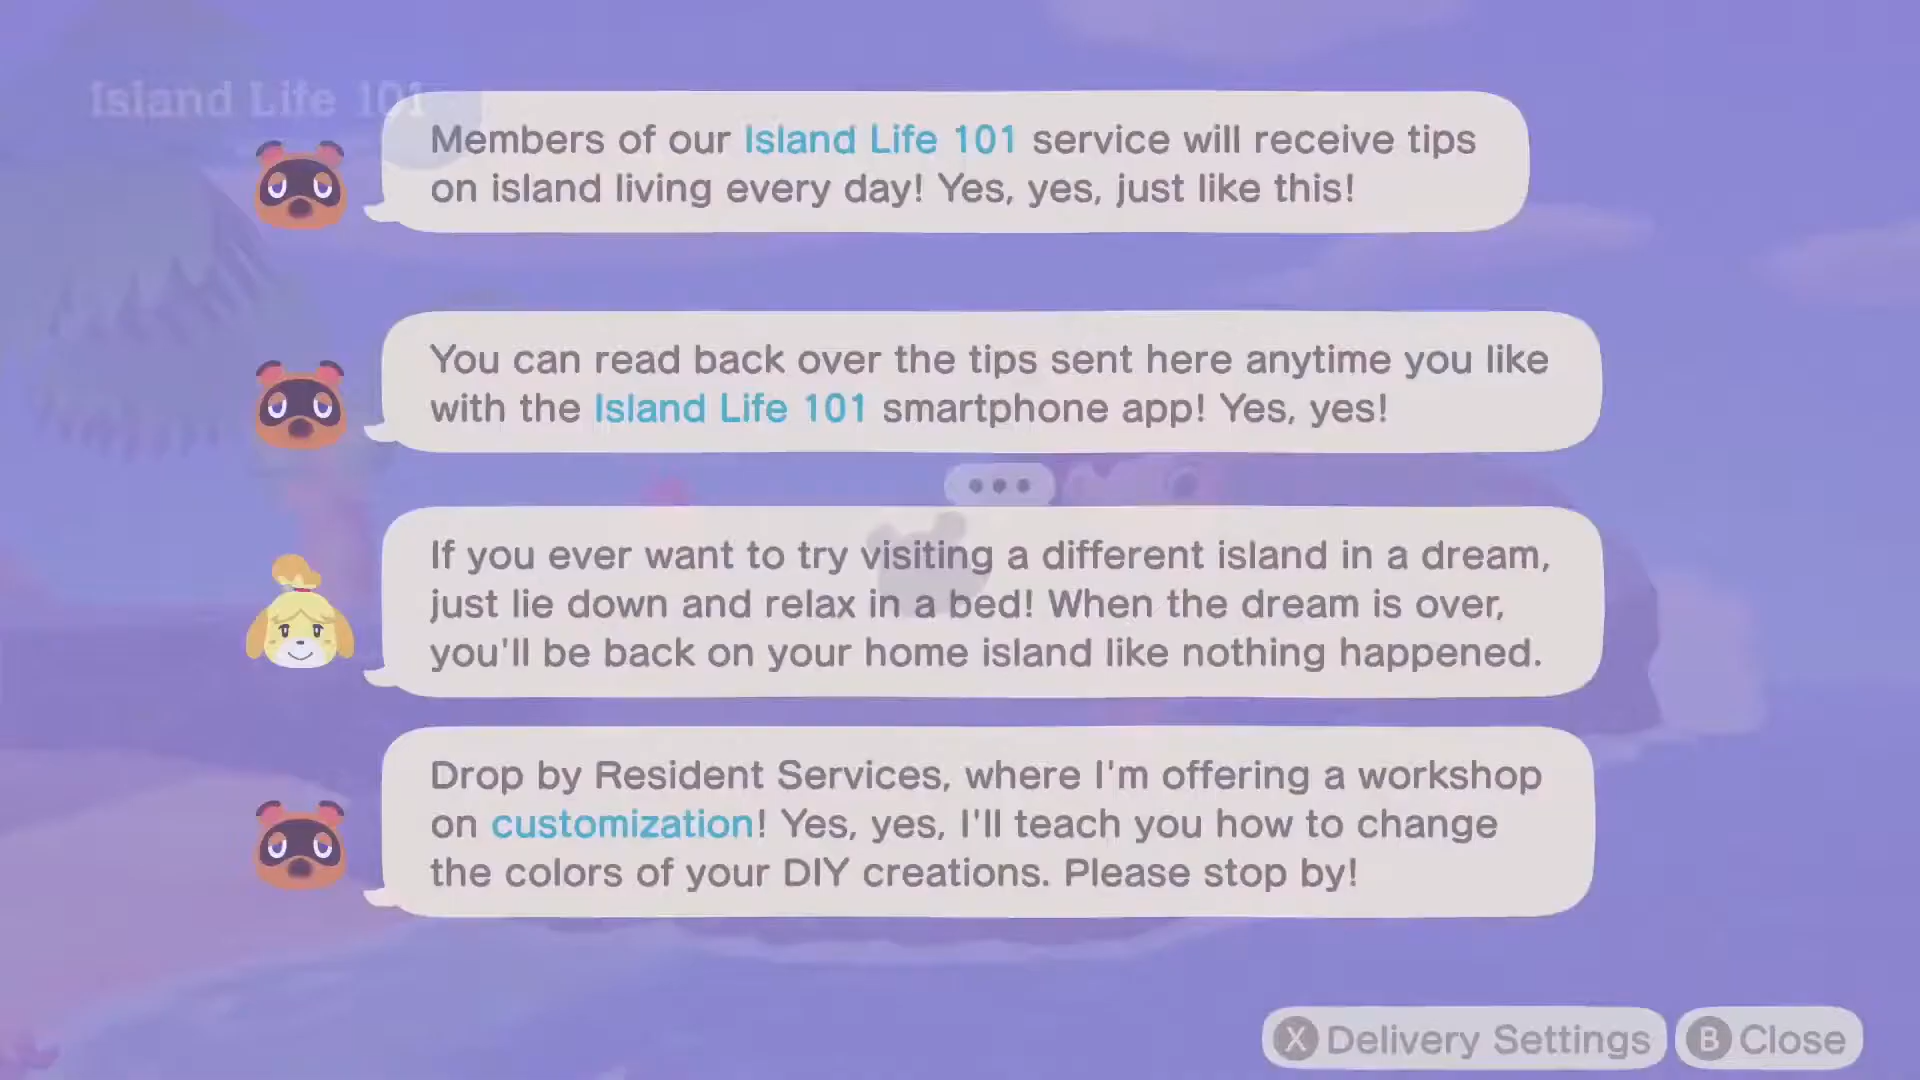 Island Life 101
Members of our Island Life 101 service will receive tips
on island living every day! Yes, yes, just like this!
You can read back over the tips sent here anytime you like
with the Island Life 101 smartphone app! Yes, yes!
If you ever want to try visiting a different island in a dream,
just lie down and relax in a bed! When the dream is over,
you'll be back on your home island like nothing happened.
Drop by Resident Services, where I'm offering a workshop
on customization! Yes, yes, I'll teach you how to change
the colors of your DIY creations. Please stop by!
X Delivery Settings B Close